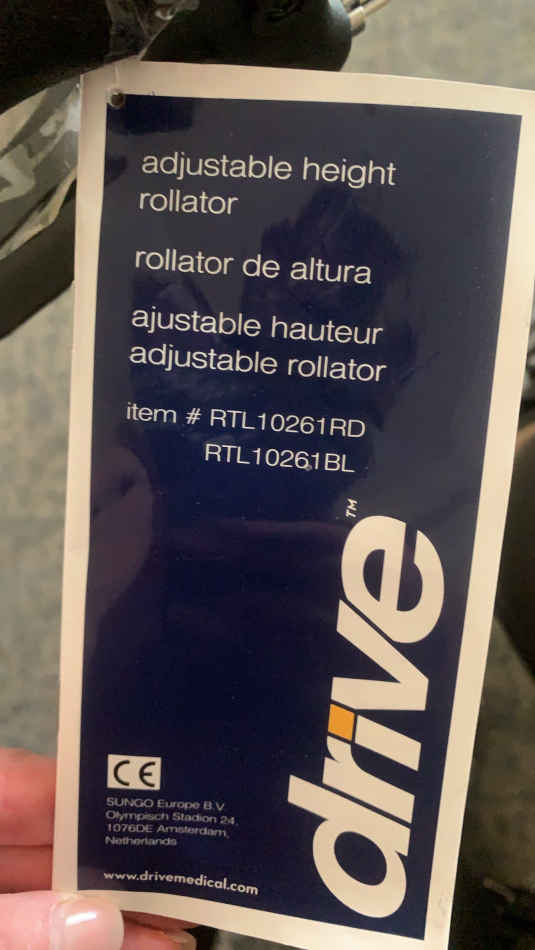 adjustable height
rollator
rollator de altura
ajustable hauteur
adjustable rollator
item # RTL10261RD
RTL10261BL
drive™
CE
SUNGO Europe B.V.
Olympisch Stadion 24,
1076DE Amsterdam,
Netherlands
www.drivemedical.com